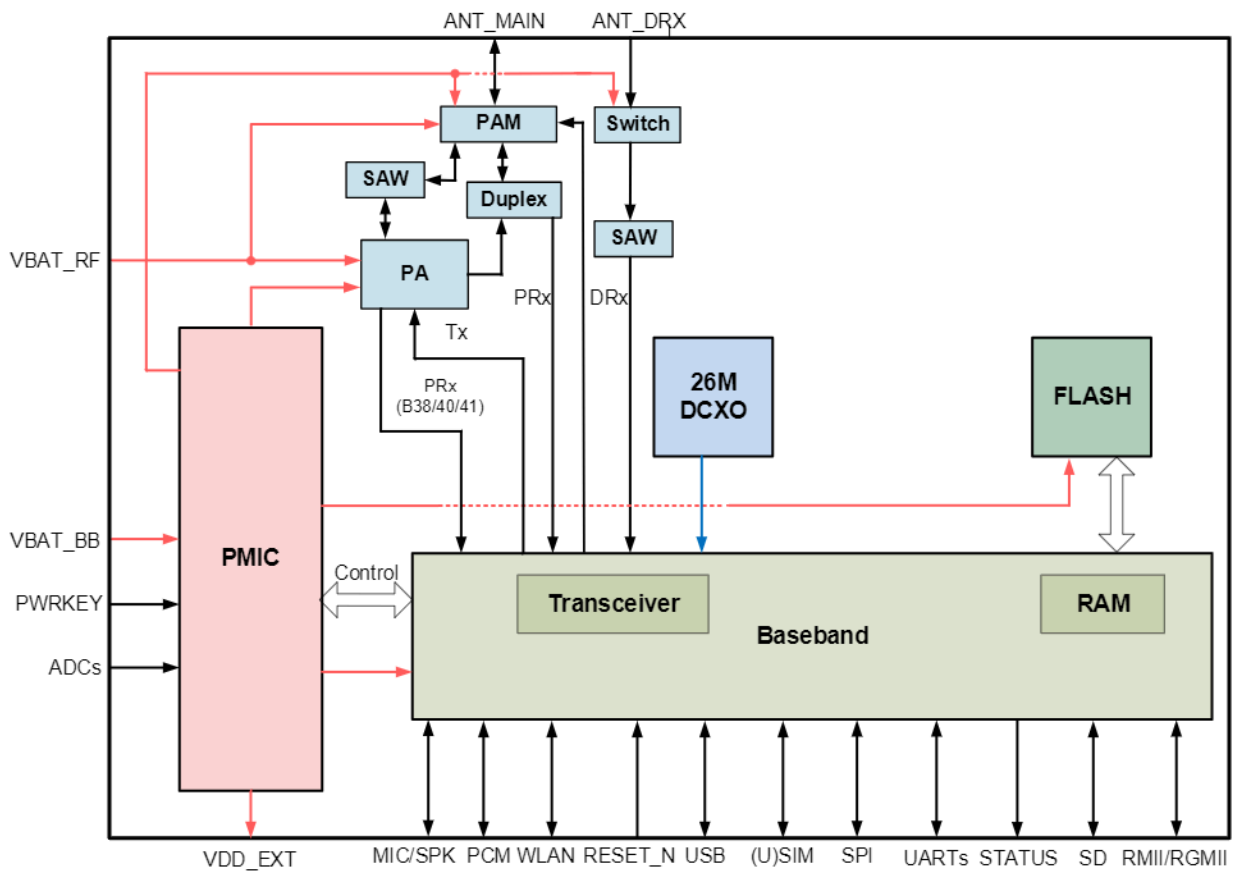 ANT_MAIN
ANT_DRX
PAM
Switch
SAW
Duplex
SAW
VBAT_RF
PA
PRx
DRx
Tx
PRx
(B38/40/41)
26M
DCXO
FLASH
VBAT_BB
PMIC
Control
PWRKEY
Transceiver
RAM
Baseband
ADCs
VDD_EXT
MIC/SPK
PCM
WLAN
RESET_N
USB
(U)SIM
SPI
UARTs
STATUS
SD
RMII/RGMII